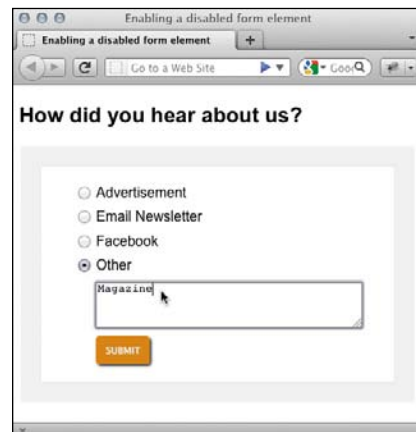 Enabling a disabled form element
Enabling a disabled form element
Go to a Web Site
Goo
How did you hear about us?
Advertisement
Email Newsletter
Facebook
Other
Magazine
SUBMIT